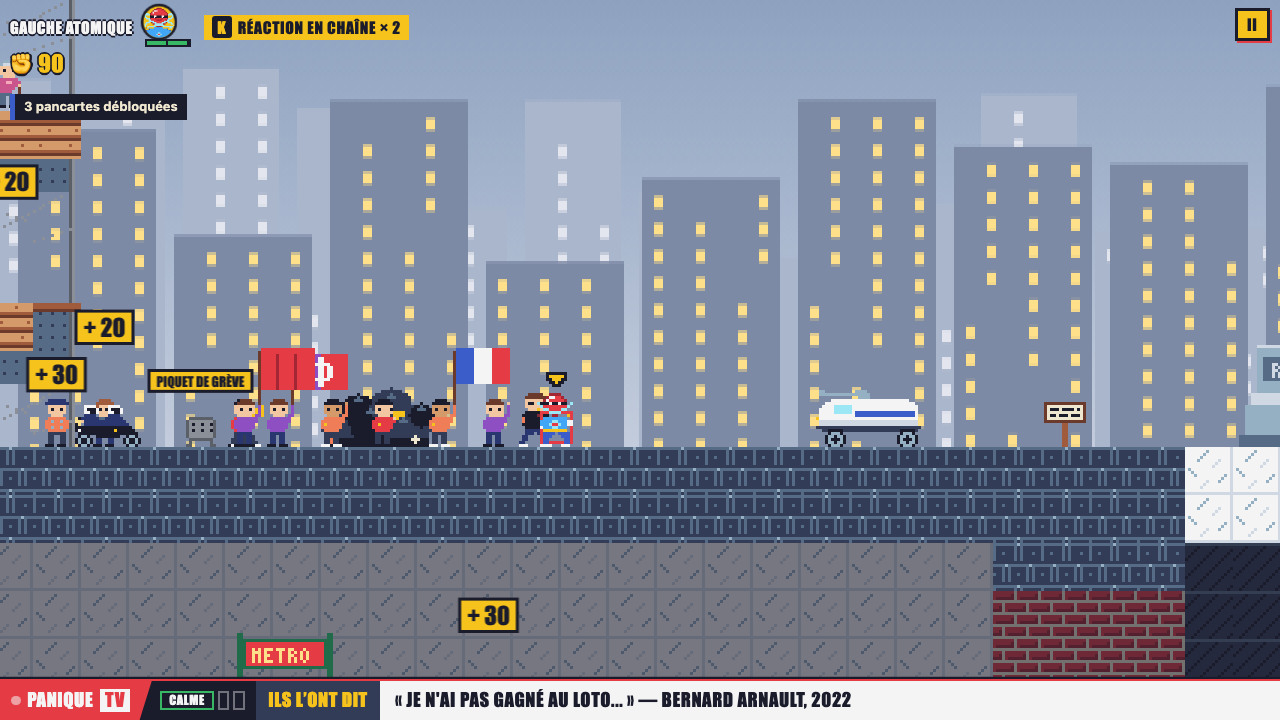 GAUCHE ATOMIQUE
K RÉACTION EN CHAÎNE × 2
90
3 pancartes débloquées
20
+ 20
+ 30
PIQUET DE GRÈVE
+ 30
METRO
PANIQUE TV
CALME
ILS L'ONT DIT
« JE N'AI PAS GAGNÉ AU LOTO... » — BERNARD ARNAULT, 2022